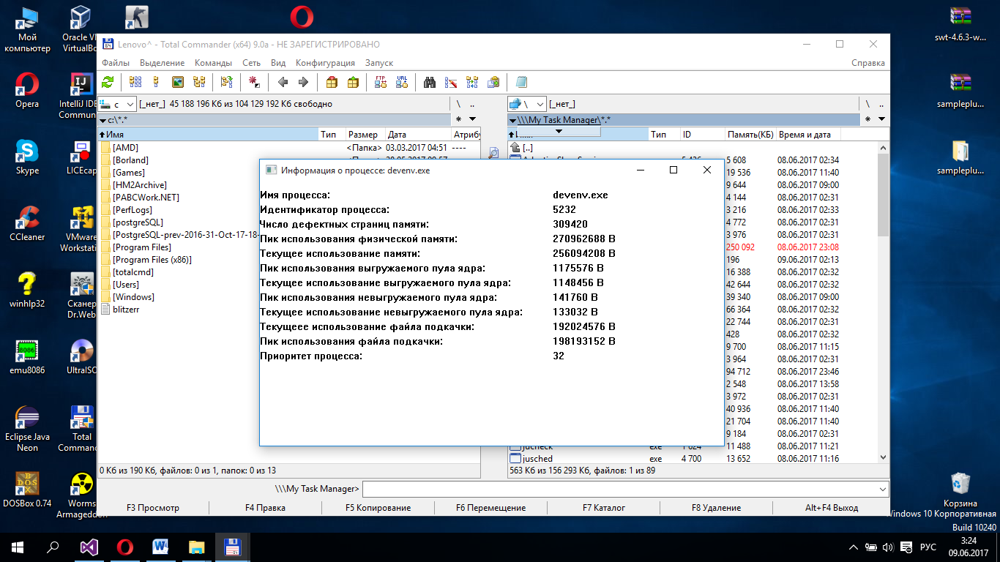 Мой
компьютер
Oracle VM
VirtualBo
swt-4.6.3-w...
Opera
IntelliJ IDE
Commun
sampleplu...
Skype
LICEcap
sampleplu...
CCleaner
VMware
Workstatio
winhlp32
Сканер
Dr.Web
emu8086
UltraISO
Eclipse Java
Neon
Total
Comman
DOSBox 0.74
Worms
Armageddon
Корзина
Windows 10 Корпоративная
Build 10240
Lenovo^ - Total Commander (x64) 9.0a - НЕ ЗАРЕГИСТРИРОВАНО
Файлы Выделение Команды Сеть Вид Конфигурация Запуск Справка
FTP URL
c [_нет_] 45 188 196 Кб из 104 129 192 Кб свободно \ ..
\ [_нет_] \ ..
c:\*.* *
\\\My Task Manager\*.* *
Имя Тип Размер Дата Атрибу
Тип ID Память(КБ) Время и дата
[AMD] <Папка> 03.03.2017 04:51 ----
[Borland]
[Games]
[HM2Archive]
[PABCWork.NET]
[PerfLogs]
[postgreSQL]
[PostgreSQL-prev-2016-31-Oct-17-18-
[Program Files]
[Program Files (x86)]
[totalcmd]
[Users]
[Windows]
blitzerr
[..]
5 608 08.06.2017 02:34
19 536 08.06.2017 11:40
9 644 08.06.2017 09:00
4 144 08.06.2017 02:31
3 216 08.06.2017 02:33
4 772 08.06.2017 02:31
3 976 08.06.2017 02:31
250 092 08.06.2017 23:08
196 09.06.2017 02:13
16 388 08.06.2017 02:32
42 644 08.06.2017 02:32
39 340 08.06.2017 09:00
66 364 08.06.2017 02:32
22 744 08.06.2017 02:31
428 08.06.2017 02:32
9 700 08.06.2017 11:15
3 964 08.06.2017 02:31
94 712 08.06.2017 23:46
2 548 08.06.2017 13:58
3 972 08.06.2017 02:31
40 936 08.06.2017 11:40
21 704 08.06.2017 11:40
9 184 08.06.2017 02:31
jucheck exe 1 624 11 488 08.06.2017 11:21
jusched exe 4 700 13 652 08.06.2017 11:16
Информация о процессе: devenv.exe
Имя процесса: devenv.exe
Идентификатор процесса: 5232
Число дефектных страниц памяти: 309420
Пик использования физической памяти: 270962688 B
Текущее использование памяти: 256094208 B
Пик использования выгружаемого пула ядра: 1175576 B
Текущее использование выгружаемого пула ядра: 1148456 B
Пик использования невыгружаемого пула ядра: 141760 B
Текущее использование невыгружаемого пула ядра: 133032 B
Текущеее использование файла подкачки: 192024576 B
Пик использования файла подкачки: 198193152 B
Приоритет процесса: 32
0 Кб из 190 Кб, файлов: 0 из 1, папок: 0 из 13
563 Кб из 156 293 Кб, файлов: 1 из 89
\\\My Task Manager>
F3 Просмотр F4 Правка F5 Копирование F6 Перемещение F7 Каталог F8 Удаление Alt+F4 Выход
РУС
3:24
09.06.2017